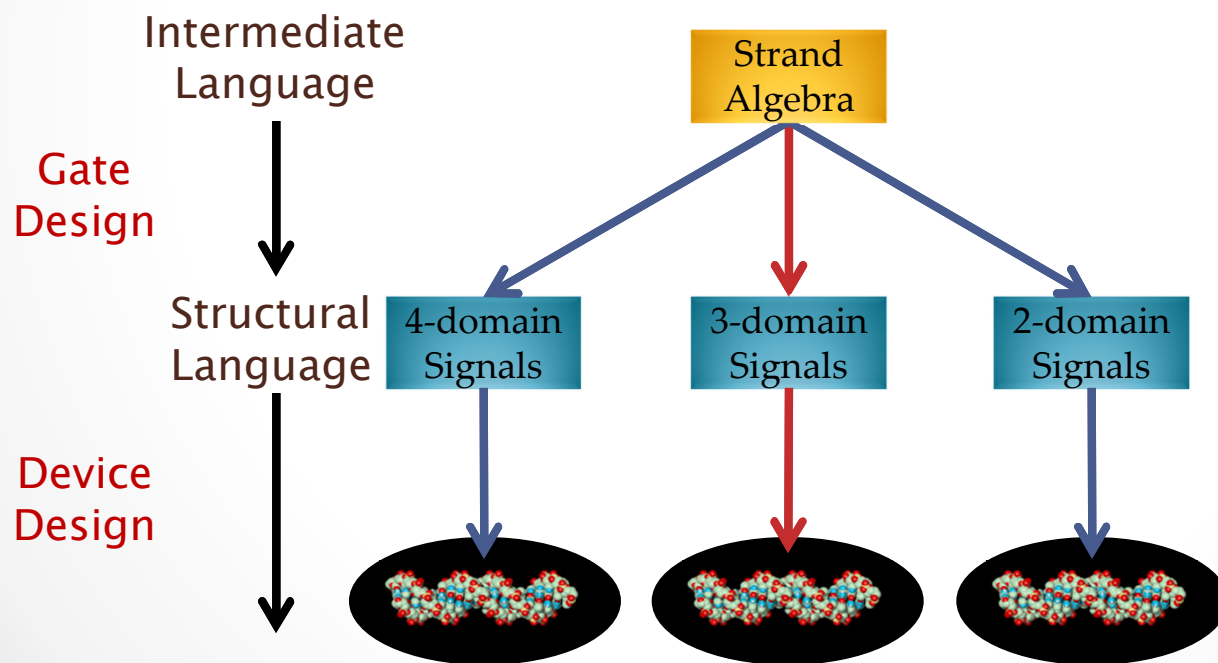 Intermediate
Language
Strand
Algebra
Gate
Design
Structural
Language
4-domain
Signals
3-domain
Signals
2-domain
Signals
Device
Design